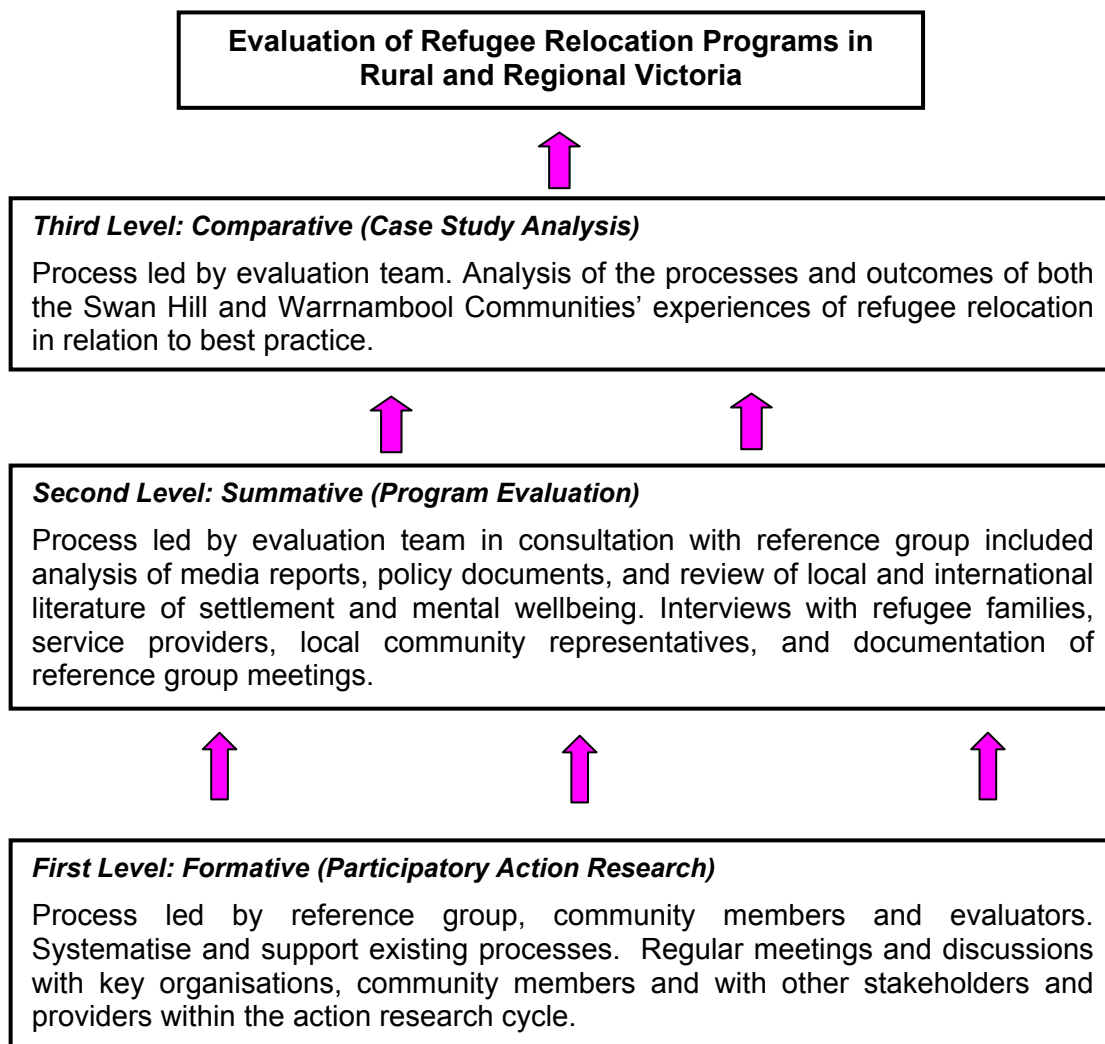 Evaluation of Refugee Relocation Programs in
Rural and Regional Victoria
Third Level: Comparative (Case Study Analysis)
Process led by evaluation team. Analysis of the processes and outcomes of both
the Swan Hill and Warrnambool Communities’ experiences of refugee relocation
in relation to best practice.
Second Level: Summative (Program Evaluation)
Process led by evaluation team in consultation with reference group included
analysis of media reports, policy documents, and review of local and international
literature of settlement and mental wellbeing. Interviews with refugee families,
service providers, local community representatives, and documentation of
reference group meetings.
First Level: Formative (Participatory Action Research)
Process led by reference group, community members and evaluators.
Systematise and support existing processes. Regular meetings and discussions
with key organisations, community members and with other stakeholders and
providers within the action research cycle.